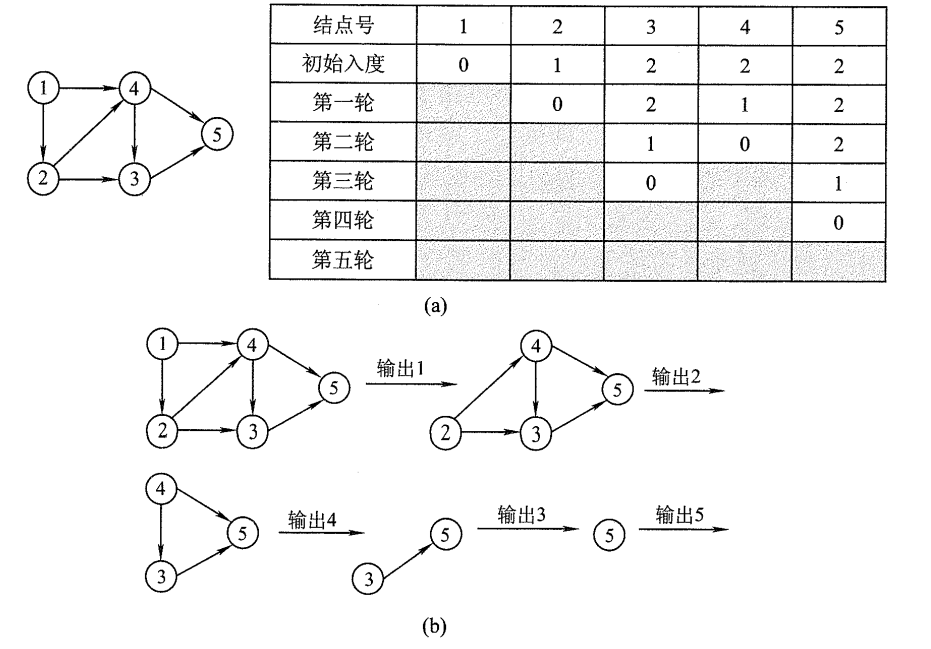 结点号 1 2 3 4 5
初始入度 0 1 2 2 2
第一轮 0 2 1 2
第二轮 1 0 2
第三轮 0 1
第四轮 0
第五轮
1 4
5
2 3
(a)
1 4 输出1 4 输出2
5 5
2 3 2 3
4 输出4 5 输出3 5 输出5
5
3 3
(b)